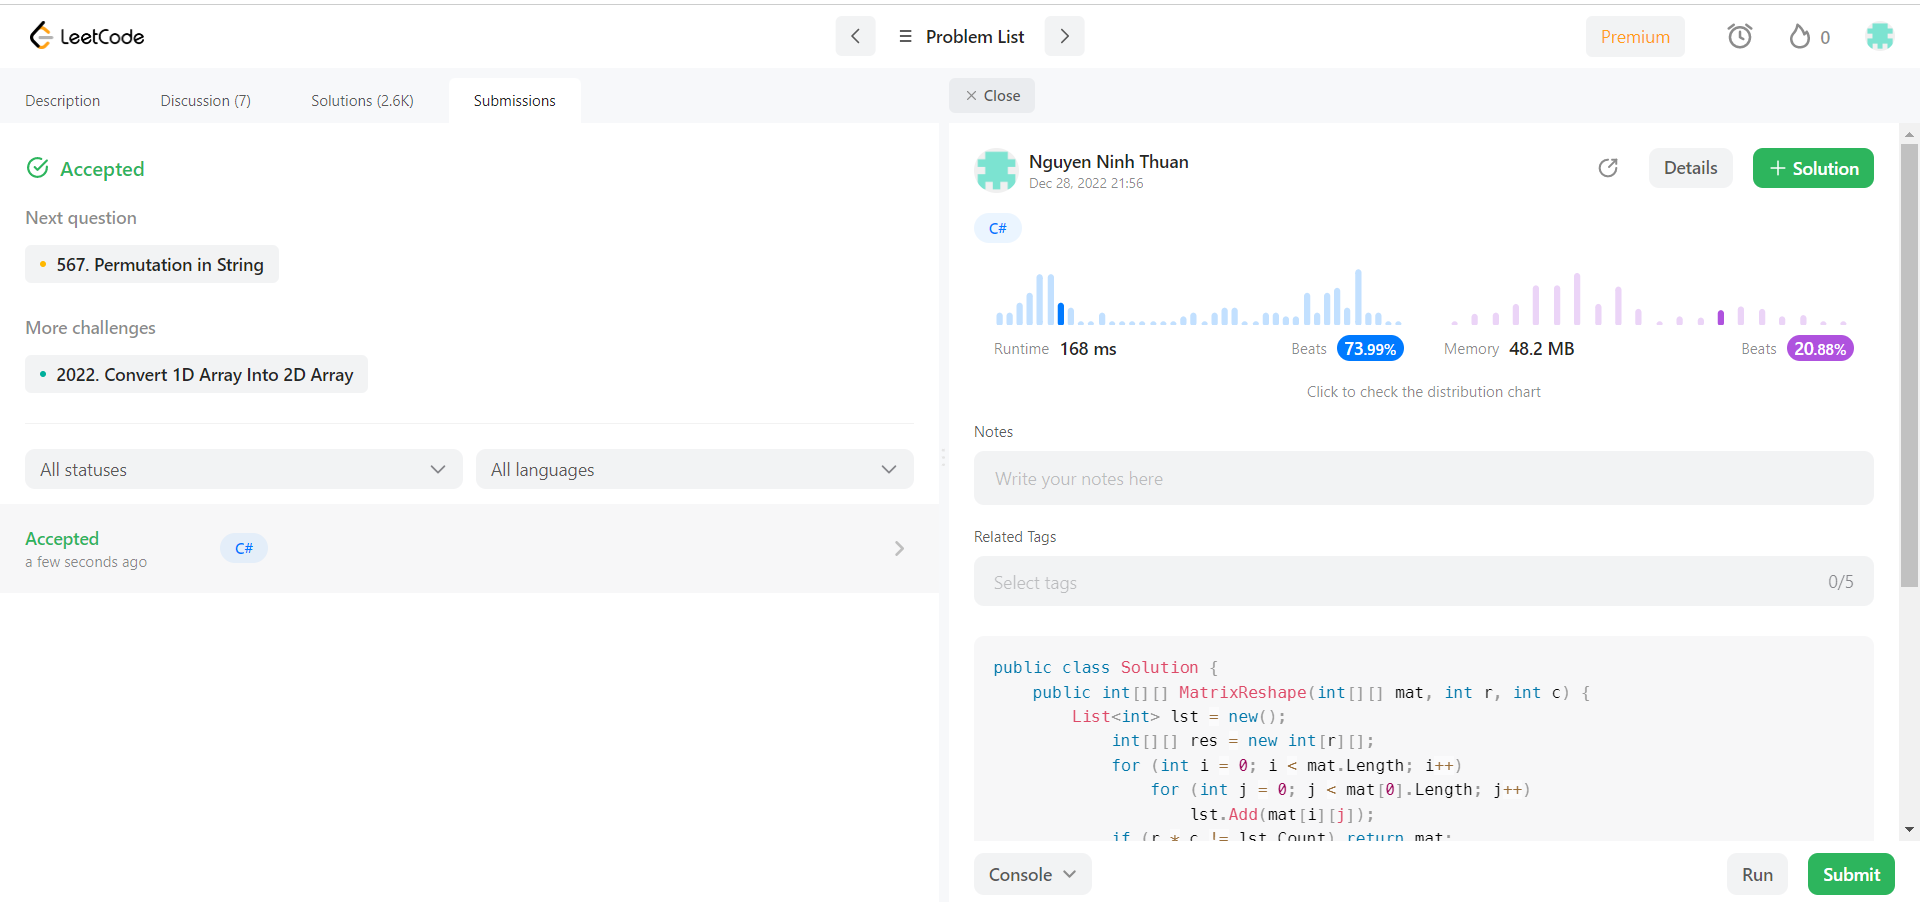 LeetCode
Problem List
Premium
0
Description
Discussion (7)
Solutions (2.6K)
Submissions
Close
Accepted
Next question
567. Permutation in String
More challenges
2022. Convert 1D Array Into 2D Array
All statuses
All languages
Accepted
C#
a few seconds ago
Nguyen Ninh Thuan
Dec 28, 2022 21:56
Details
+ Solution
C#
Runtime 168 ms
Beats 73.99%
Memory 48.2 MB
Beats 20.88%
Click to check the distribution chart
Notes
Write your notes here
Related Tags
Select tags
0/5
public class Solution {
public int[][] MatrixReshape(int[][] mat, int r, int c) {
List<int> lst = new();
int[][] res = new int[r][];
for (int i = 0; i < mat.Length; i++)
for (int j = 0; j < mat[0].Length; j++)
lst.Add(mat[i][j]);
if (r * c != lst.Count) return mat;
Console
Run
Submit